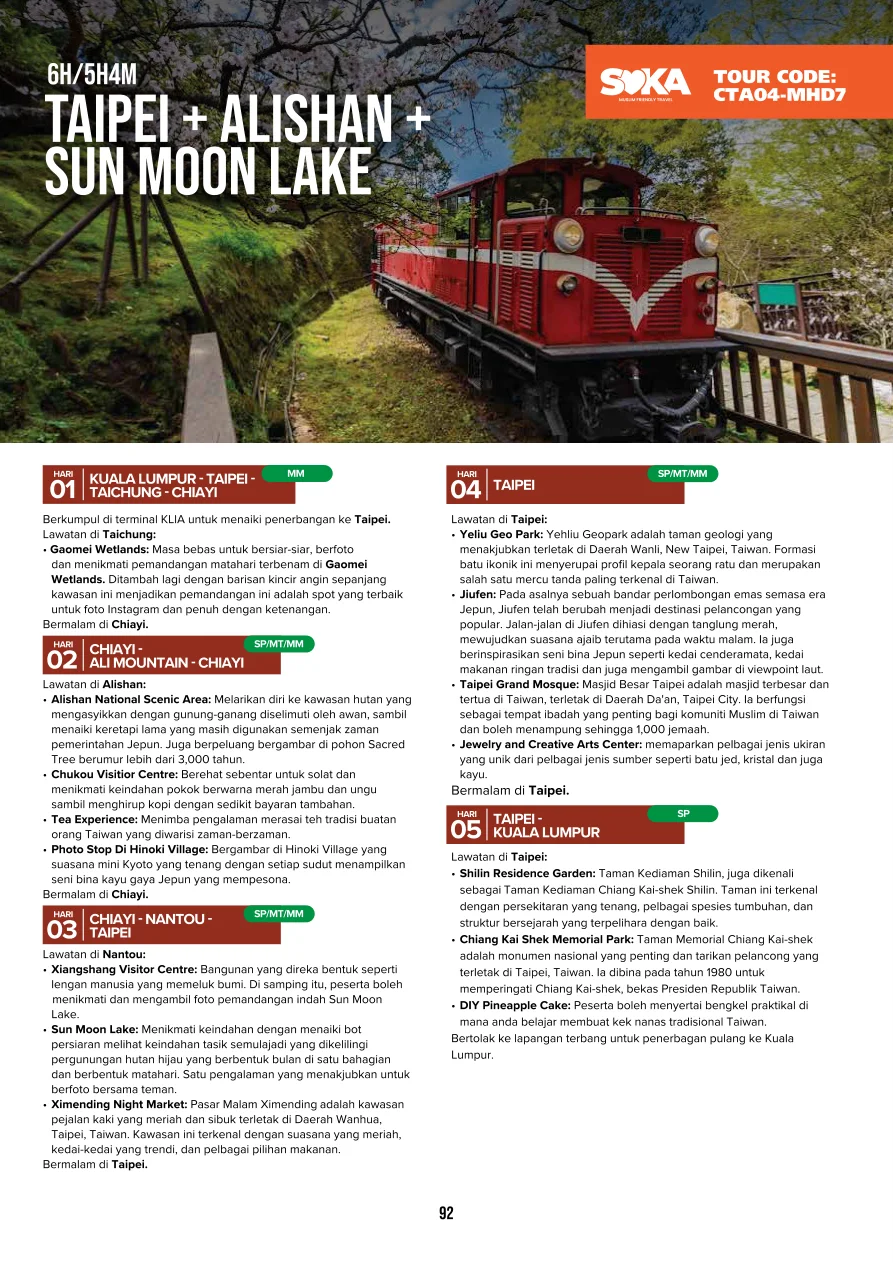 6H/5H4M
TAIPEI + ALISHAN +
SUN MOON LAKE
SOKA
MUSLIM FRIENDLY TRAVEL
TOUR CODE:
CTA04-MHD7
HARI
01
KUALA LUMPUR - TAIPEI -
TAICHUNG - CHIAYI
MM
Berkumpul di terminal KLIA untuk menaiki penerbangan ke Taipei.
Lawatan di Taichung:
• Gaomei Wetlands: Masa bebas untuk bersiar-siar, berfoto
dan menikmati pemandangan matahari terbenam di Gaomei
Wetlands. Ditambah lagi dengan barisan kincir angin sepanjang
kawasan ini menjadikan pemandangan ini adalah spot yang terbaik
untuk foto Instagram dan penuh dengan ketenangan.
Bermalam di Chiayi.
HARI
02
CHIAYI -
ALI MOUNTAIN - CHIAYI
SP/MT/MM
Lawatan di Alishan:
• Alishan National Scenic Area: Melarikan diri ke kawasan hutan yang
mengasyikkan dengan gunung-ganang diselimuti oleh awan, sambil
menaiki keretapi lama yang masih digunakan semenjak zaman
pemerintahan Jepun. Juga berpeluang bergambar di pohon Sacred
Tree berumur lebih dari 3,000 tahun.
• Chukou Visitior Centre: Berehat sebentar untuk solat dan
menikmati keindahan pokok berwarna merah jambu dan ungu
sambil menghirup kopi dengan sedikit bayaran tambahan.
• Tea Experience: Menimba pengalaman merasai teh tradisi buatan
orang Taiwan yang diwarisi zaman-berzaman.
• Photo Stop Di Hinoki Village: Bergambar di Hinoki Village yang
suasana mini Kyoto yang tenang dengan setiap sudut menampilkan
seni bina kayu gaya Jepun yang mempesona.
Bermalam di Chiayi.
HARI
03
CHIAYI - NANTOU -
TAIPEI
SP/MT/MM
Lawatan di Nantou:
• Xiangshang Visitor Centre: Bangunan yang direka bentuk seperti
lengan manusia yang memeluk bumi. Di samping itu, peserta boleh
menikmati dan mengambil foto pemandangan indah Sun Moon
Lake.
• Sun Moon Lake: Menikmati keindahan dengan menaiki bot
persiaran melihat keindahan tasik semulajadi yang dikelilingi
pergunungan hutan hijau yang berbentuk bulan di satu bahagian
dan berbentuk matahari. Satu pengalaman yang menakjubkan untuk
berfoto bersama teman.
• Ximending Night Market: Pasar Malam Ximending adalah kawasan
pejalan kaki yang meriah dan sibuk terletak di Daerah Wanhua,
Taipei, Taiwan. Kawasan ini terkenal dengan suasana yang meriah,
kedai-kedai yang trendi, dan pelbagai pilihan makanan.
Bermalam di Taipei.
HARI
04
TAIPEI
SP/MT/MM
Lawatan di Taipei:
• Yeliu Geo Park: Yehliu Geopark adalah taman geologi yang
menakjubkan terletak di Daerah Wanli, New Taipei, Taiwan. Formasi
batu ikonik ini menyerupai profil kepala seorang ratu dan merupakan
salah satu mercu tanda paling terkenal di Taiwan.
• Jiufen: Pada asalnya sebuah bandar perlombongan emas semasa era
Jepun, Jiufen telah berubah menjadi destinasi pelancongan yang
popular. Jalan-jalan di Jiufen dihiasi dengan tanglung merah,
mewujudkan suasana ajaib terutama pada waktu malam. Ia juga
berinspirasikan seni bina Jepun seperti kedai cenderamata, kedai
makanan ringan tradisi dan juga mengambil gambar di viewpoint laut.
• Taipei Grand Mosque: Masjid Besar Taipei adalah masjid terbesar dan
tertua di Taiwan, terletak di Daerah Da'an, Taipei City. Ia berfungsi
sebagai tempat ibadah yang penting bagi komuniti Muslim di Taiwan
dan boleh menampung sehingga 1,000 jemaah.
• Jewelry and Creative Arts Center: memaparkan pelbagai jenis ukiran
yang unik dari pelbagai jenis sumber seperti batu jed, kristal dan juga
kayu.
Bermalam di Taipei.
HARI
05
TAIPEI -
KUALA LUMPUR
SP
Lawatan di Taipei:
• Shilin Residence Garden: Taman Kediaman Shilin, juga dikenali
sebagai Taman Kediaman Chiang Kai-shek Shilin. Taman ini terkenal
dengan persekitaran yang tenang, pelbagai spesies tumbuhan, dan
struktur bersejarah yang terpelihara dengan baik.
• Chiang Kai Shek Memorial Park: Taman Memorial Chiang Kai-shek
adalah monumen nasional yang penting dan tarikan pelancong yang
terletak di Taipei, Taiwan. Ia dibina pada tahun 1980 untuk
memperingati Chiang Kai-shek, bekas Presiden Republik Taiwan.
• DIY Pineapple Cake: Peserta boleh menyertai bengkel praktikal di
mana anda belajar membuat kek nanas tradisional Taiwan.
Bertolak ke lapangan terbang untuk penerbagan pulang ke Kuala
Lumpur.
92